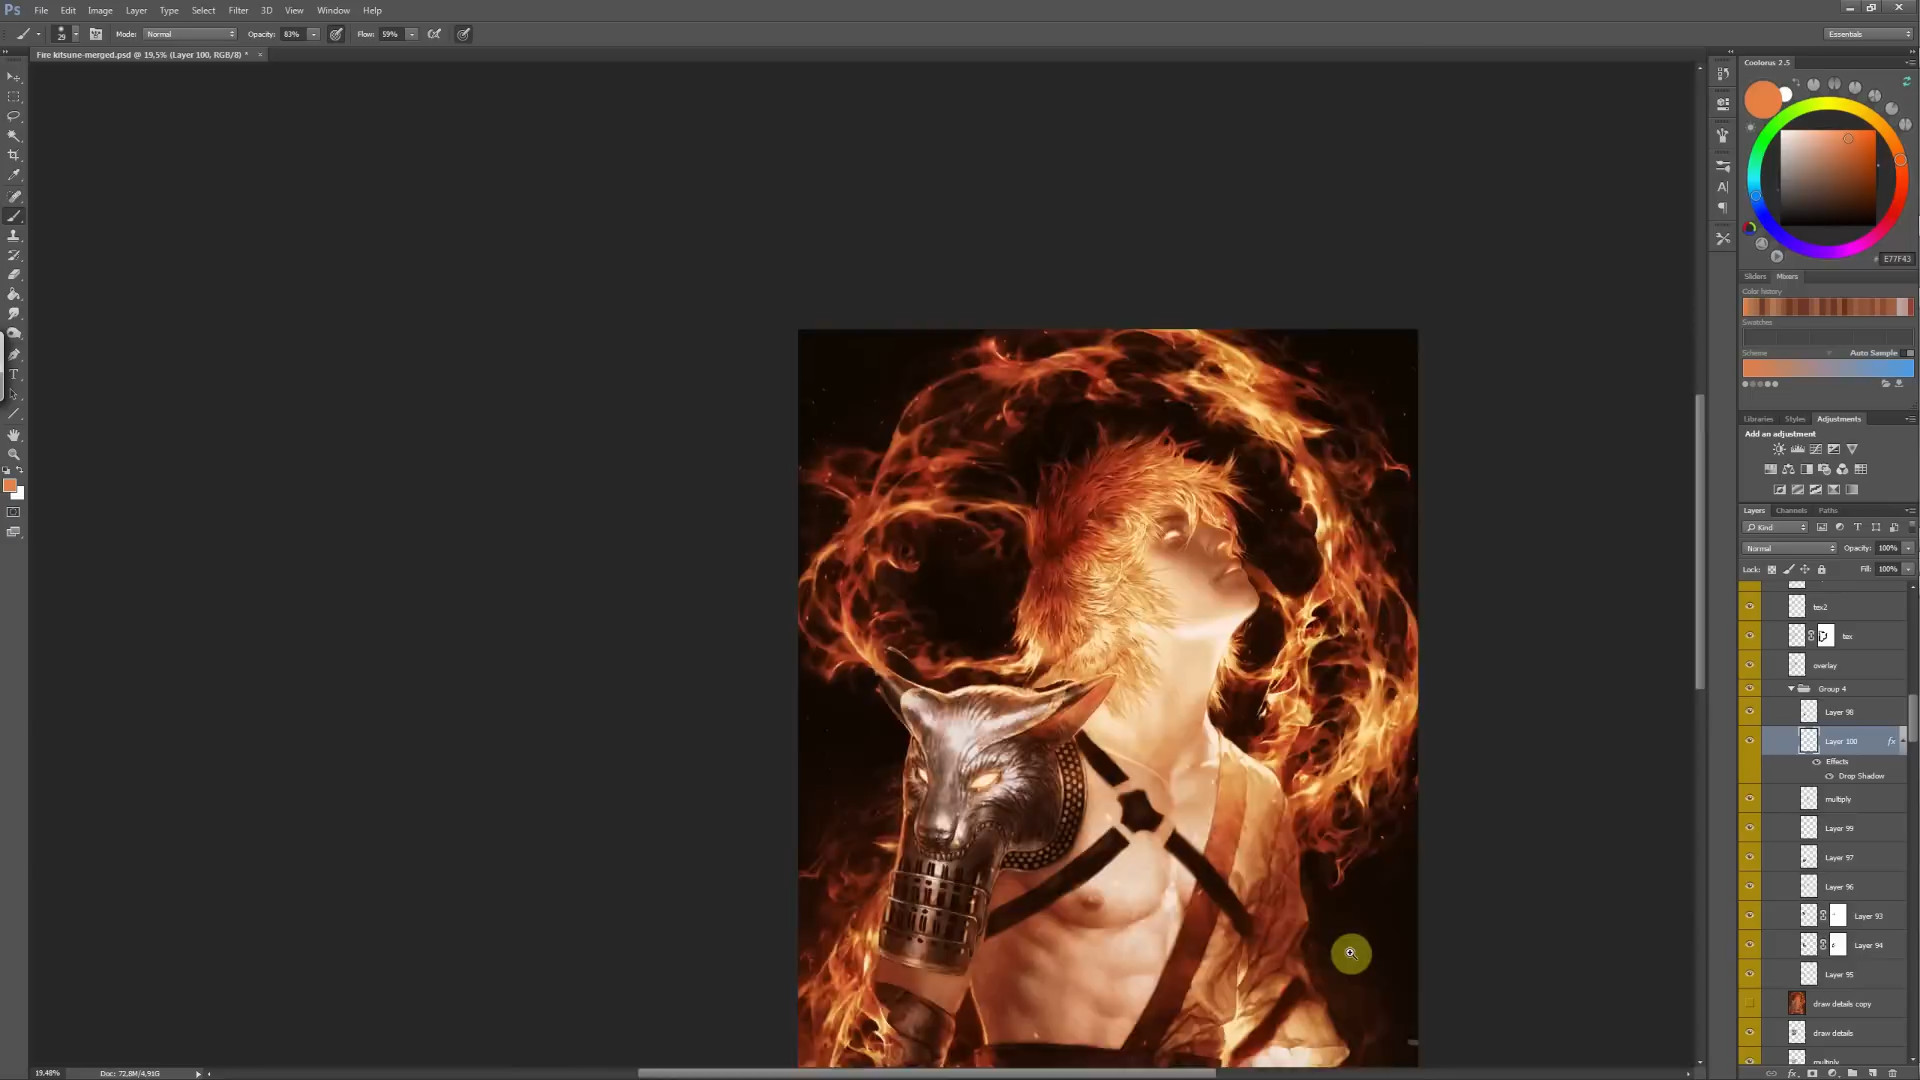 Ps File Edit Image Layer Type Select Filter 3D View Window Help
29 Mode: Normal Opacity: 83% Flow: 59% Essentials
Fire kitsune-merged.psd @ 19,5% (Layer 100, RGB/8) * ×
Coolorus 2.5
E77F43
Sliders Mixers
Color history
Swatches
Scheme Auto Sample
Libraries Styles Adjustments
Add an adjustment
Layers Channels Paths
Kind
Normal Opacity: 100%
Lock: Fill: 100%
tex2
tex
overlay
Group 4
Layer 98
Layer 100 fx
Effects
Drop Shadow
multiply
Layer 99
Layer 97
Layer 96
Layer 93
Layer 94
Layer 95
draw details copy
draw details
multiply
19,48% Doc: 72,8M/4,91G